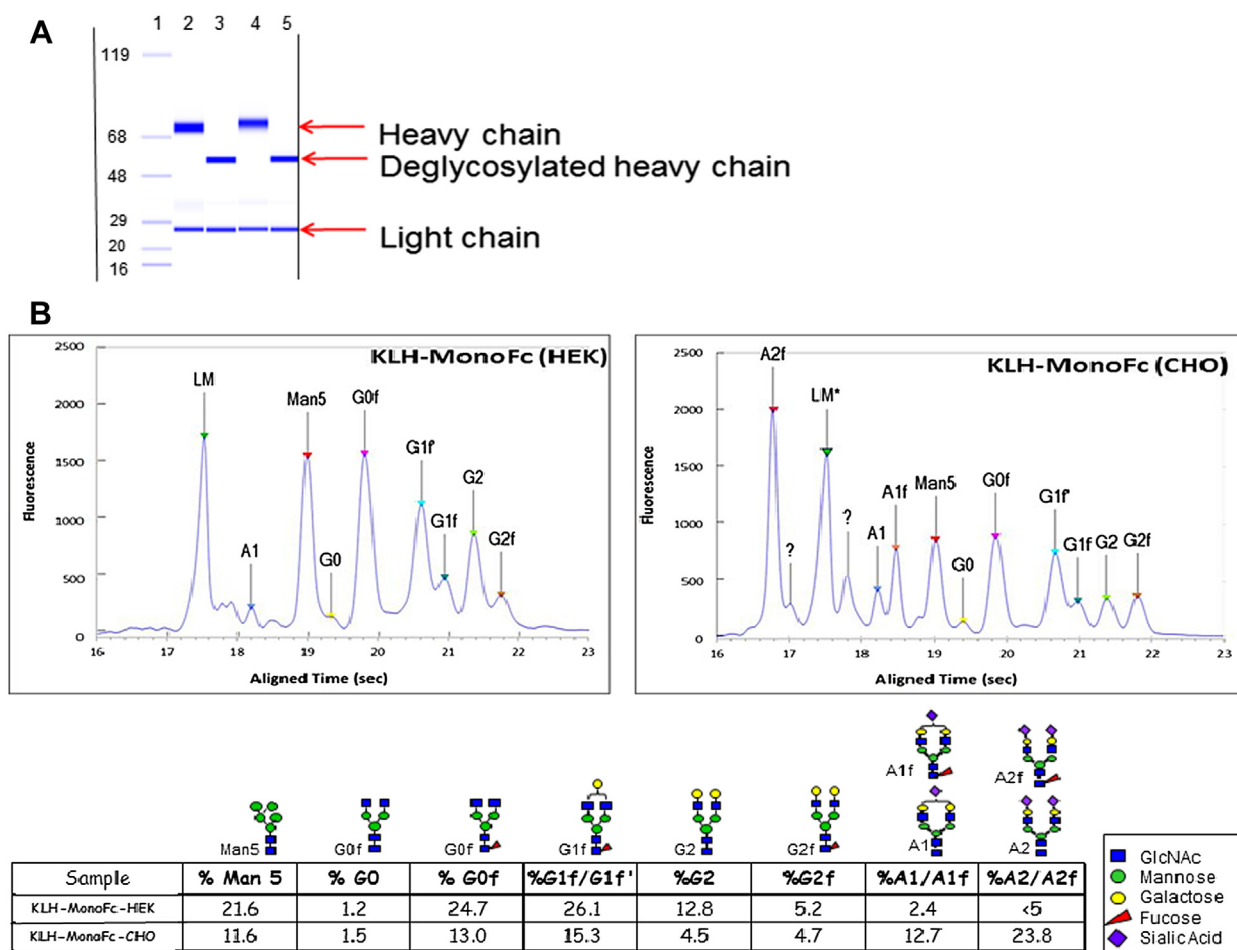 A
1 2 3 4 5
119
68
48
29
20
16
Heavy chain
Deglycosylated heavy chain
Light chain
B
KLH-MonoFc (HEK)
2500
2000
1500
1000
500
0
Fluorescence
LM
A1
Man5
G0
G0f
G1f'
G1f
G2
G2f
16 17 18 19 20 21 22 23
Aligned Time (sec)
KLH-MonoFc (CHO)
2500
2000
1500
1000
500
0
Fluorescence
A2f
?
LM*
?
A1
A1f
Man5
G0
G0f
G1f'
G1f
G2
G2f
16 17 18 19 20 21 22 23
Aligned Time (sec)
Man5
G0f
G0f
G1f
G2
G2f
A1f
A1
A2f
A2
Sample % Man 5 % G0 % G0f %G1f/G1f' %G2 %G2f %A1/A1f %A2/A2f
KLH-MonoFc-HEK 21.6 1.2 24.7 26.1 12.8 5.2 2.4 <5
KLH-MonoFc-CHO 11.6 1.5 13.0 15.3 4.5 4.7 12.7 23.8
GlcNAc
Mannose
Galactose
Fucose
Sialic Acid